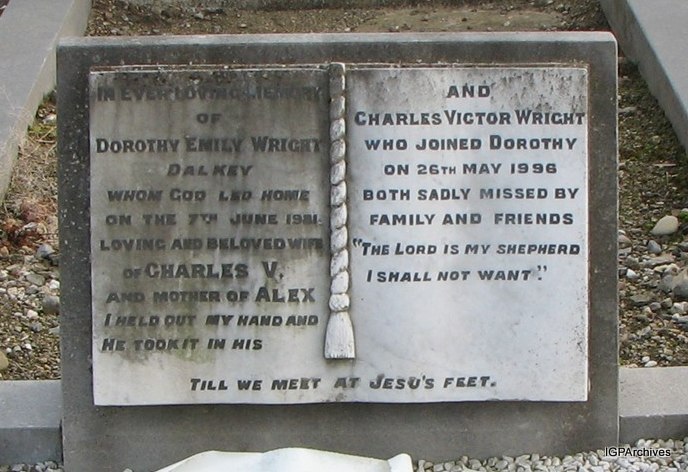 IN EVER LOVING MEMORY
OF
DOROTHY EMILY WRIGHT
DALKEY
WHOM GOD LED HOME
ON THE 7TH JUNE 1981.
LOVING AND BELOVED WIFE
OF CHARLES V.
AND MOTHER OF ALEX
I HELD OUT MY HAND AND
HE TOOK IT IN HIS
AND
CHARLES VICTOR WRIGHT
WHO JOINED DOROTHY
ON 26TH MAY 1996
BOTH SADLY MISSED BY
FAMILY AND FRIENDS
"THE LORD IS MY SHEPHERD
I SHALL NOT WANT."
TILL WE MEET AT JESU'S FEET.
IGPArchives